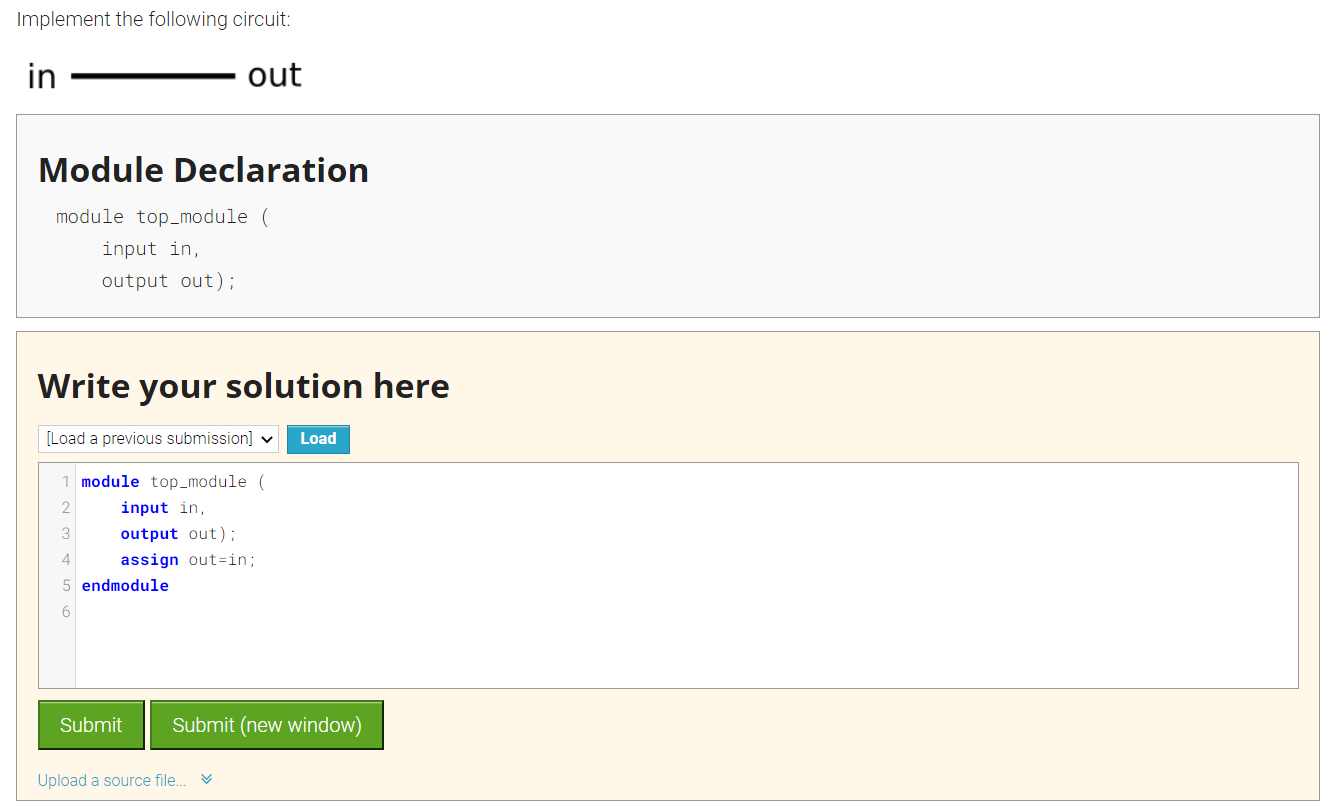 Implement the following circuit:
in out
Module Declaration
module top_module (
input in,
output out);
Write your solution here
[Load a previous submission] Load
1 module top_module (
2 input in,
3 output out);
4 assign out=in;
5 endmodule
6
Submit Submit (new window)
Upload a source file...